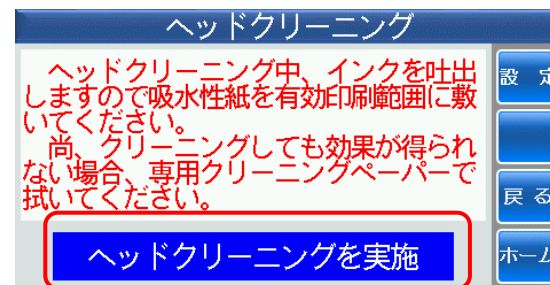 ヘッドクリーニング
ヘッドクリーニング中、インクを吐出
しますので吸水性紙を有効印刷範囲に敷
いてください。
尚、クリーニングしても効果が得られ
ない場合、専用クリーニングペーパーで
拭いてください。
ヘッドクリーニングを実施
設 定
戻 る
ホーム